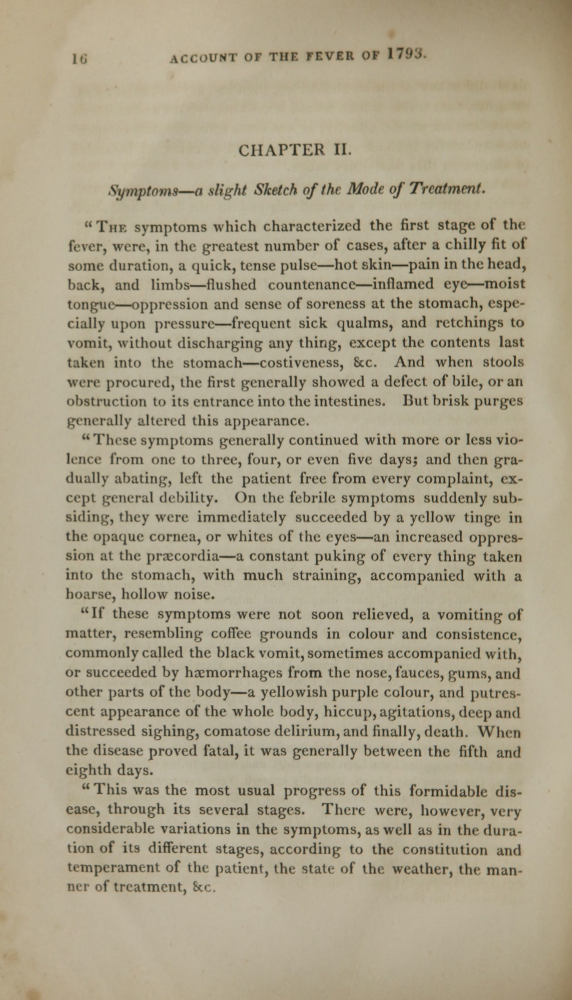 16 ACCOUNT OF THE FEVER OF 1793.
CHAPTER II.
Symptoms—a slight Sketch of the Mode of Treatment.
“THE symptoms which characterized the first stage of the
fever, were, in the greatest number of cases, after a chilly fit of
some duration, a quick, tense pulse—hot skin—pain in the head,
back, and limbs—flushed countenance—inflamed eye—moist
tongue—oppression and sense of soreness at the stomach, espe-
cially upon pressure—frequent sick qualms, and retchings to
vomit, without discharging any thing, except the contents last
taken into the stomach—costiveness, &c. And when stools
were procured, the first generally showed a defect of bile, or an
obstruction to its entrance into the intestines. But brisk purges
generally altered this appearance.
“These symptoms generally continued with more or less vio-
lence from one to three, four, or even five days; and then gra-
dually abating, left the patient free from every complaint, ex-
cept general debility. On the febrile symptoms suddenly sub-
siding, they were immediately succeeded by a yellow tinge in
the opaque cornea, or whites of the eyes—an increased oppres-
sion at the præcordia—a constant puking of every thing taken
into the stomach, with much straining, accompanied with a
hoarse, hollow noise.
“If these symptoms were not soon relieved, a vomiting of
matter, resembling coffee grounds in colour and consistence,
commonly called the black vomit, sometimes accompanied with,
or succeeded by hæmorrhages from the nose, fauces, gums, and
other parts of the body—a yellowish purple colour, and putres-
cent appearance of the whole body, hiccup, agitations, deep and
distressed sighing, comatose delirium, and finally, death. When
the disease proved fatal, it was generally between the fifth and
eighth days.
“This was the most usual progress of this formidable dis-
ease, through its several stages. There were, however, very
considerable variations in the symptoms, as well as in the dura-
tion of its different stages, according to the constitution and
temperament of the patient, the state of the weather, the man-
ner of treatment, &c.